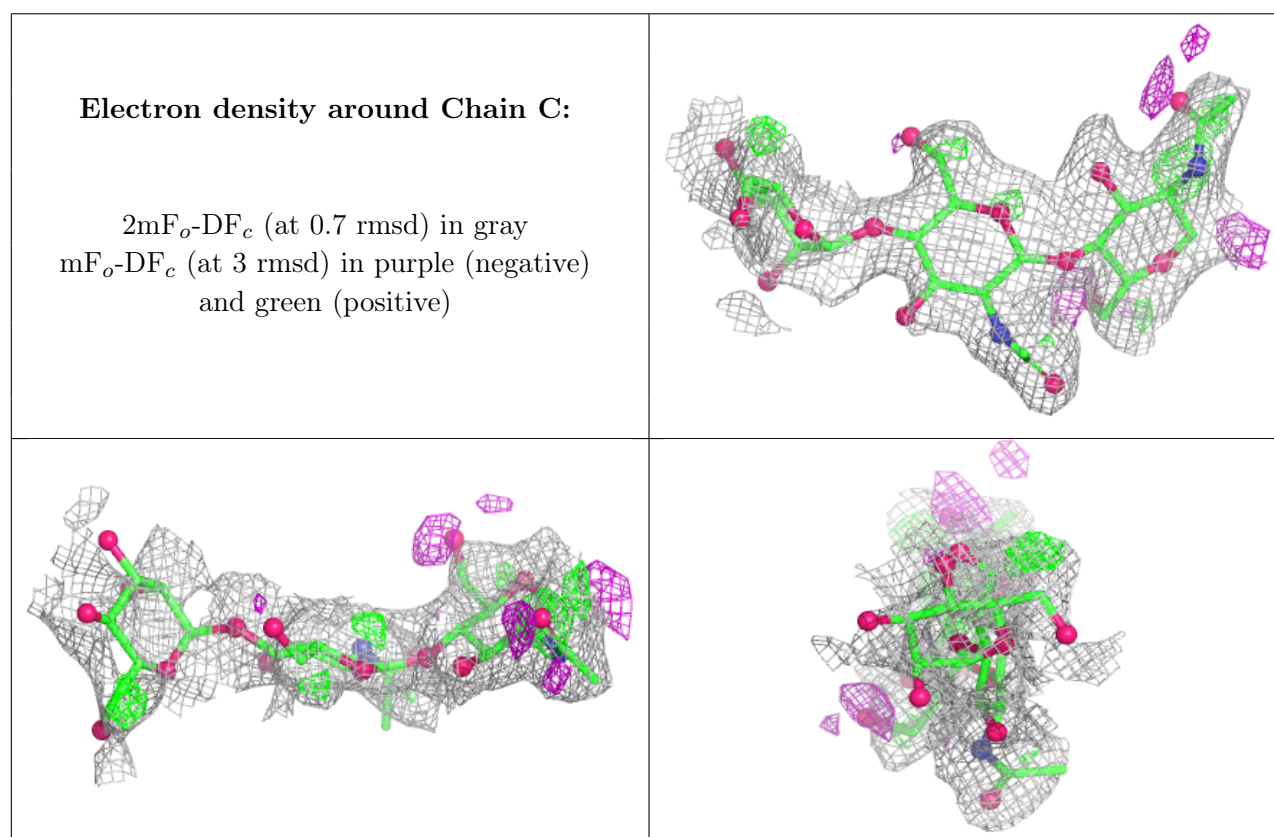 Electron density around Chain C:
2mFo-DFc (at 0.7 rmsd) in gray
mFo-DFc (at 3 rmsd) in purple (negative)
and green (positive)